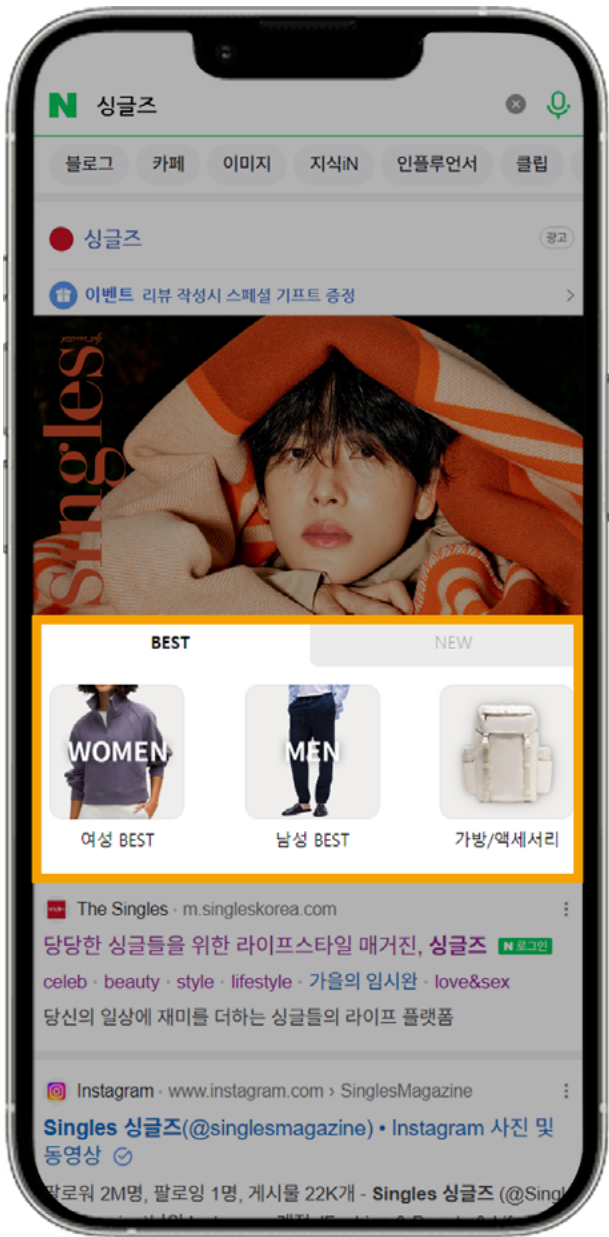 N 싱글즈
블로그 카페 이미지 지식iN 인플루언서 클립
싱글즈 광고
이벤트 리뷰 작성시 스페셜 기프트 증정
singles
BEST NEW
WOMEN MEN
여성 BEST 남성 BEST 가방/액세서리
The Singles · m.singleskorea.com
당당한 싱글들을 위한 라이프스타일 매거진, 싱글즈 N 로그인
celeb · beauty · style · lifestyle · 가을의 임시완 · love&sex
당신의 일상에 재미를 더하는 싱글들의 라이프 플랫폼
Instagram · www.instagram.com › SinglesMagazine
Singles 싱글즈(@singlesmagazine) • Instagram 사진 및
동영상
팔로워 2M명, 팔로잉 1명, 게시물 22K개 - Singles 싱글즈 (@Singl